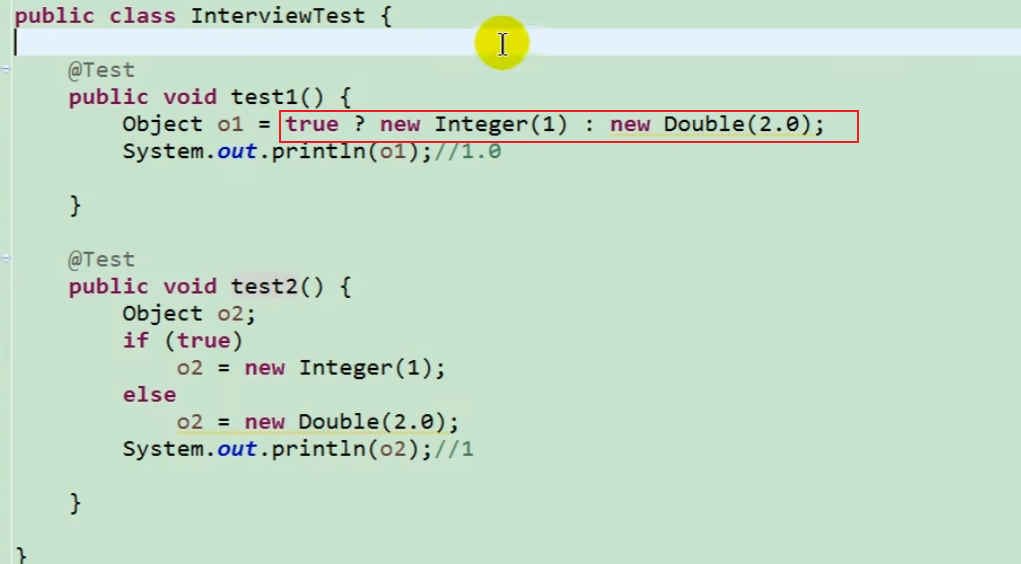 public class InterviewTest {
@Test
public void test1() {
Object o1 = true ? new Integer(1) : new Double(2.0);
System.out.println(o1);//1.0
}
@Test
public void test2() {
Object o2;
if (true)
o2 = new Integer(1);
else
o2 = new Double(2.0);
System.out.println(o2);//1
}
}